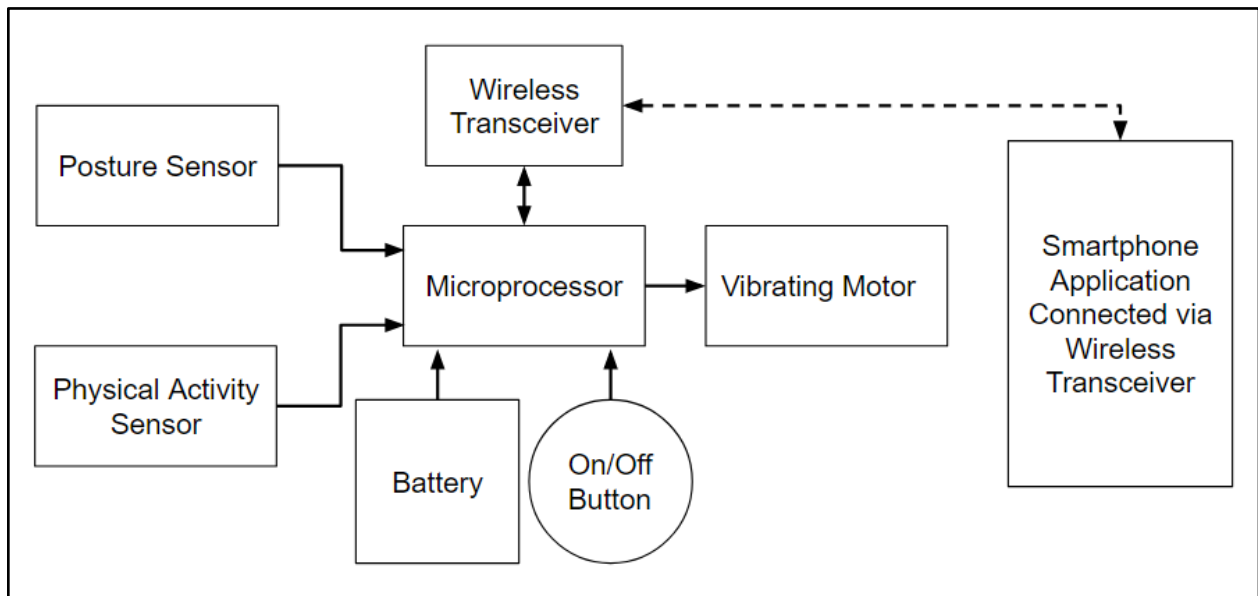 Wireless
Transceiver
Posture Sensor
Microprocessor
Vibrating Motor
Smartphone
Application
Connected via
Wireless
Transceiver
Physical Activity
Sensor
Battery
On/Off
Button